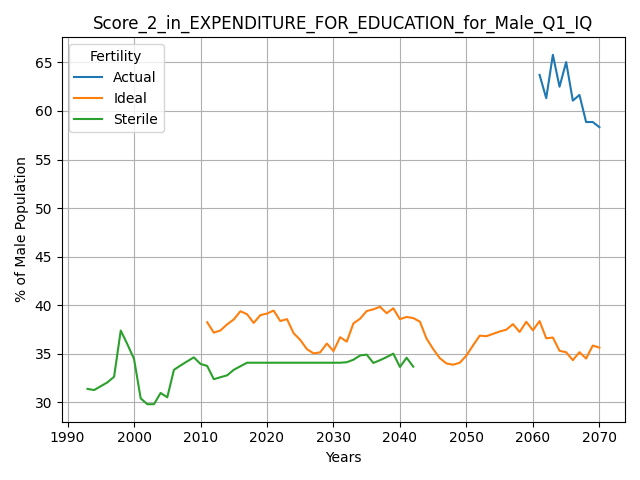 Score_2_in_EXPENDITURE_FOR_EDUCATION_for_Male_Q1_IQ
Fertility
Actual
Ideal
Sterile
% of Male Population
65
60
55
50
45
40
35
30
1990 2000 2010 2020 2030 2040 2050 2060 2070
Years